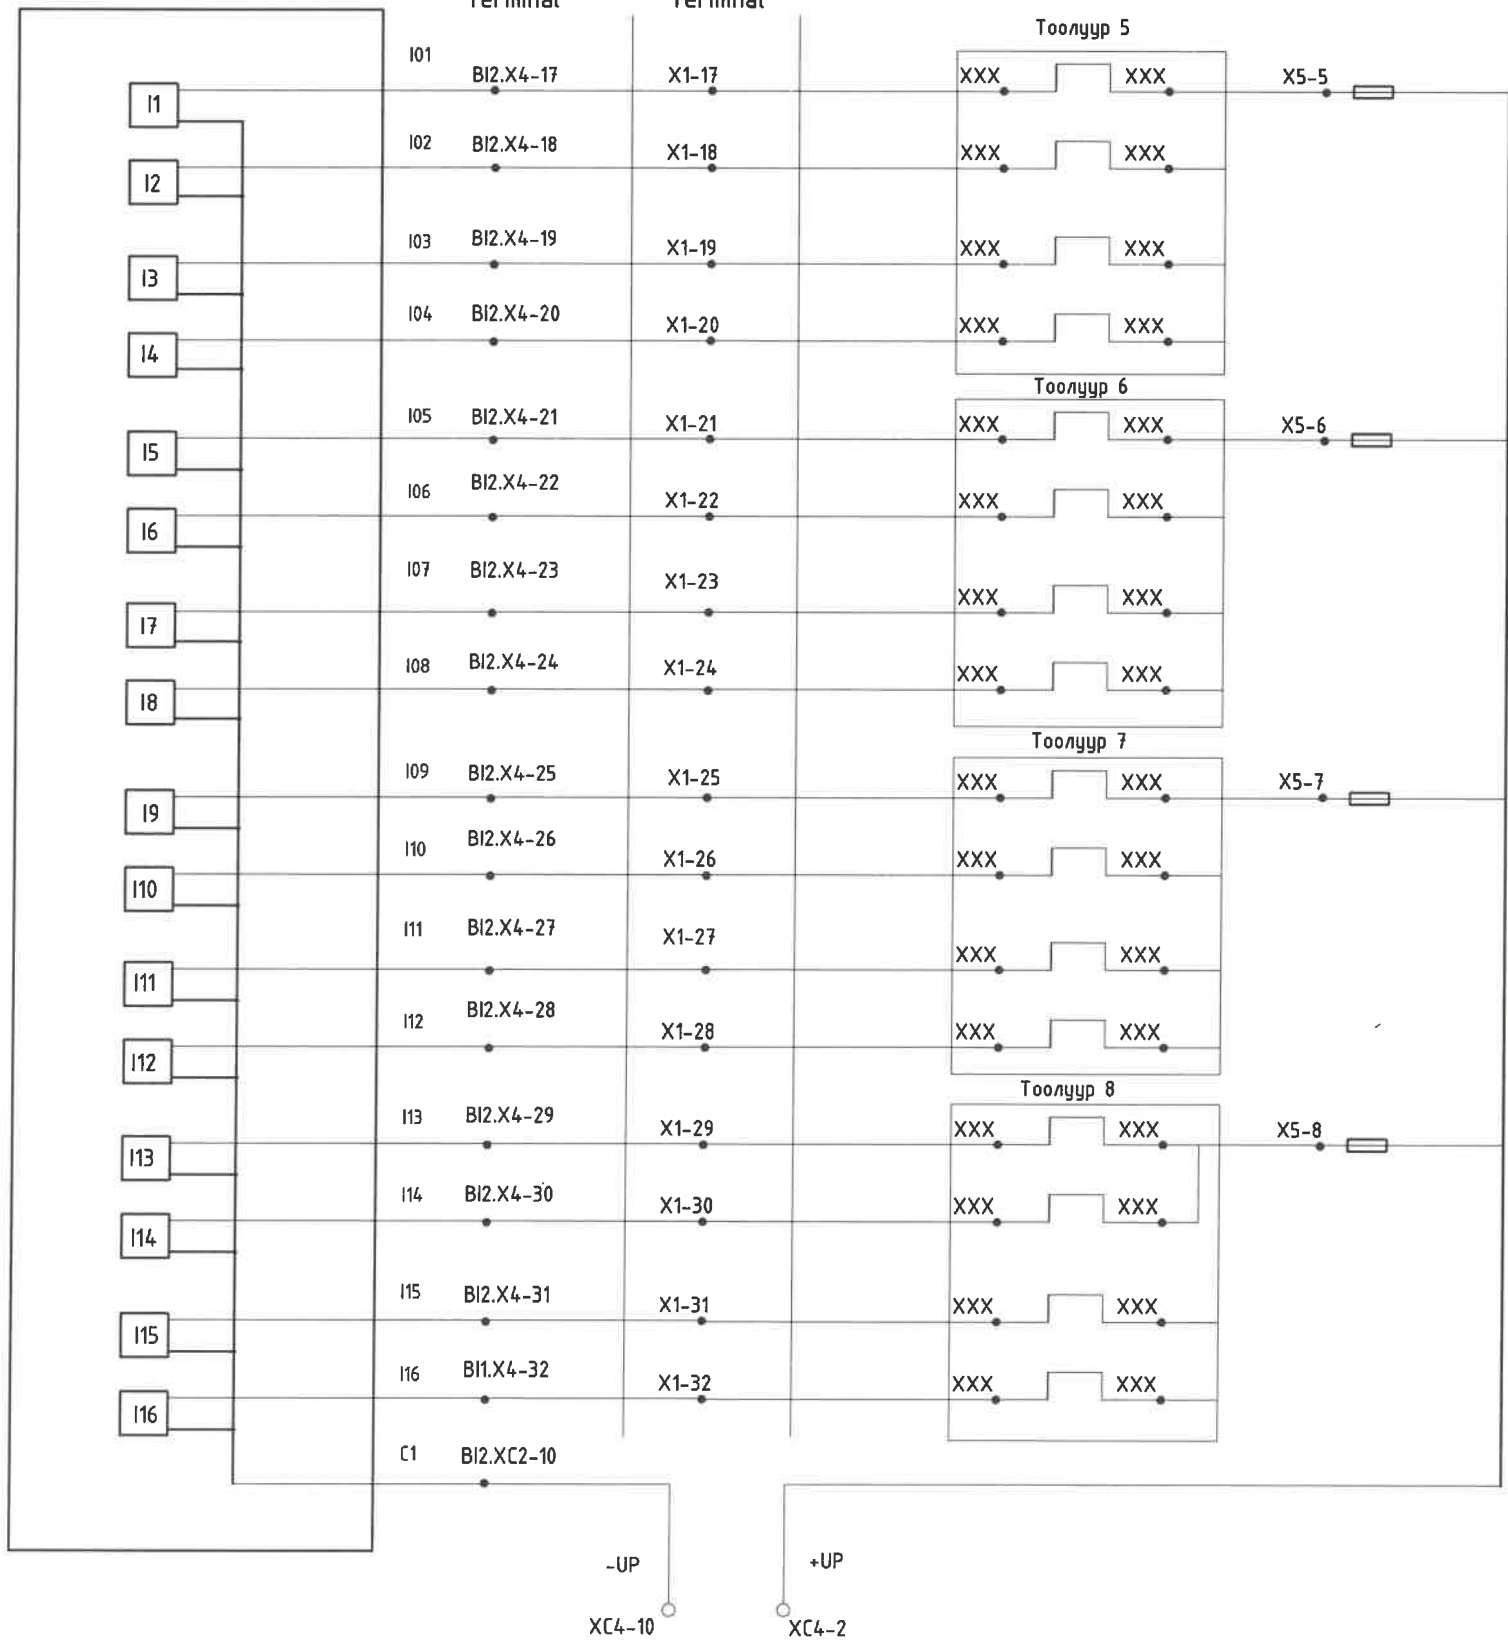 Terminal Terminal
Тоолуур 5
I01 BI2.X4-17 X1-17 XXX XXX X5-5
I1
I02 BI2.X4-18 X1-18 XXX XXX
I2
I03 BI2.X4-19 X1-19 XXX XXX
I3
I04 BI2.X4-20 X1-20 XXX XXX
I4
Тоолуур 6
I05 BI2.X4-21 X1-21 XXX XXX X5-6
I5
I06 BI2.X4-22 X1-22 XXX XXX
I6
I07 BI2.X4-23 X1-23 XXX XXX
I7
I08 BI2.X4-24 X1-24 XXX XXX
I8
Тоолуур 7
I09 BI2.X4-25 X1-25 XXX XXX X5-7
I9
I10 BI2.X4-26 X1-26 XXX XXX
I10
I11 BI2.X4-27 X1-27 XXX XXX
I11
I12 BI2.X4-28 X1-28 XXX XXX
I12
Тоолуур 8
I13 BI2.X4-29 X1-29 XXX XXX X5-8
I13
I14 BI2.X4-30 X1-30 XXX XXX
I14
I15 BI2.X4-31 X1-31 XXX XXX
I15
I16 BI1.X4-32 X1-32 XXX XXX
I16
C1 BI2.XC2-10
-UP +UP
XC4-10 XC4-2